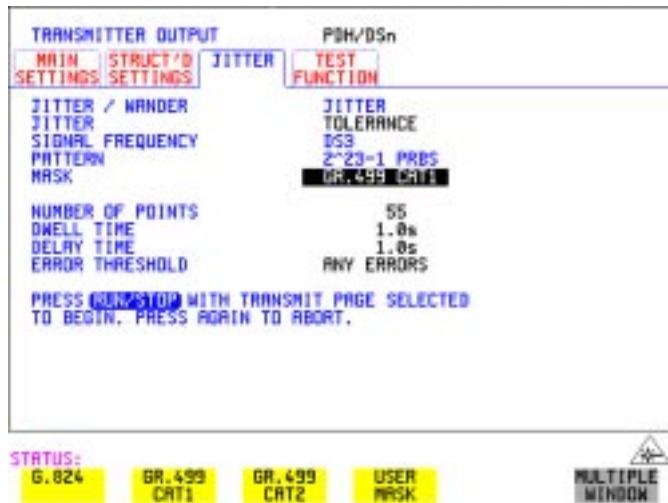 TRANSMITTER OUTPUT PDH/DSn
MAIN SETTINGS STRUCT'D SETTINGS JITTER TEST FUNCTION
JITTER / WANDER JITTER
JITTER TOLERANCE
SIGNAL FREQUENCY DS3
PATTERN 2^23-1 PRBS
MASK GR.499 CAT1
NUMBER OF POINTS 55
DWELL TIME 1.0s
DELAY TIME 1.0s
ERROR THRESHOLD ANY ERRORS
PRESS RUN/STOP WITH TRANSMIT PAGE SELECTED
TO BEGIN. PRESS AGAIN TO ABORT.
STATUS:
G.824 GR.499 CAT1 GR.499 CAT2 USER MASK MULTIPLE WINDOW